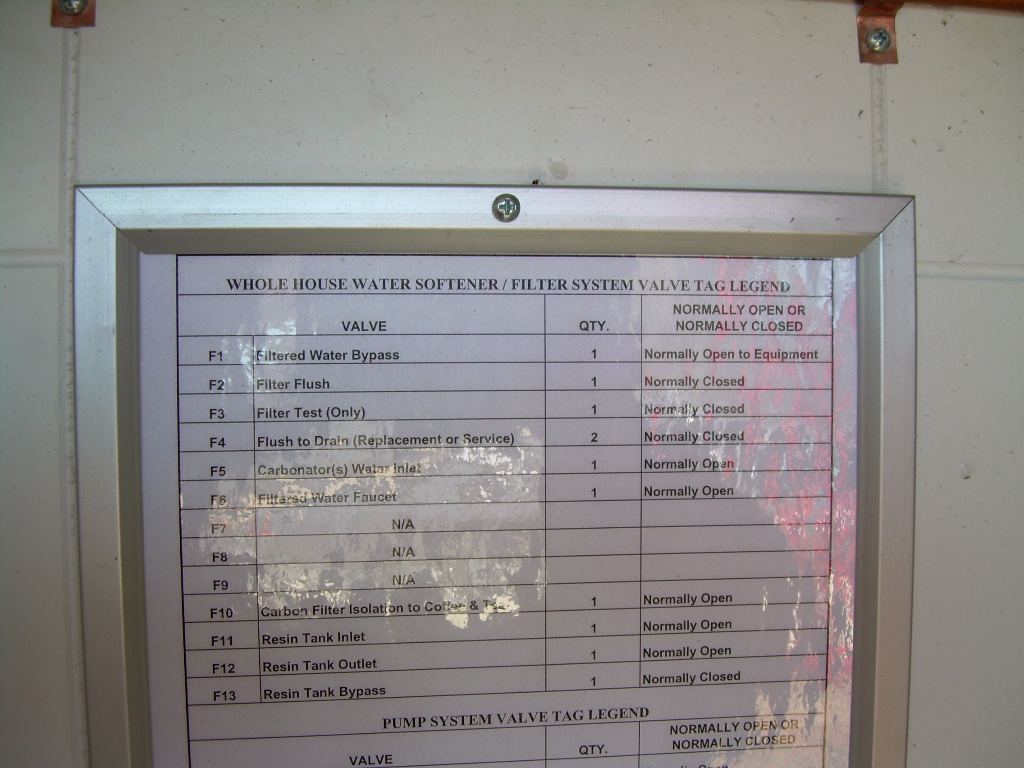 WHOLE HOUSE WATER SOFTENER / FILTER SYSTEM VALVE TAG LEGEND
VALVE QTY. NORMALLY OPEN OR NORMALLY CLOSED
F1 Filtered Water Bypass 1 Normally Open to Equipment
F2 Filter Flush 1 Normally Closed
F3 Filter Test (Only) 1 Normally Closed
F4 Flush to Drain (Replacement or Service) 2 Normally Closed
F5 Carbonator(s) Water Inlet 1 Normally Open
F6 Filtered Water Faucet 1 Normally Open
F7 N/A
F8 N/A
F9 N/A
F10 Carbon Filter Isolation to Coffee & 1 Normally Open
F11 Resin Tank Inlet 1 Normally Open
F12 Resin Tank Outlet 1 Normally Open
F13 Resin Tank Bypass 1 Normally Closed
PUMP SYSTEM VALVE TAG LEGEND
VALVE QTY. NORMALLY OPEN OR NORMALLY CLOSED